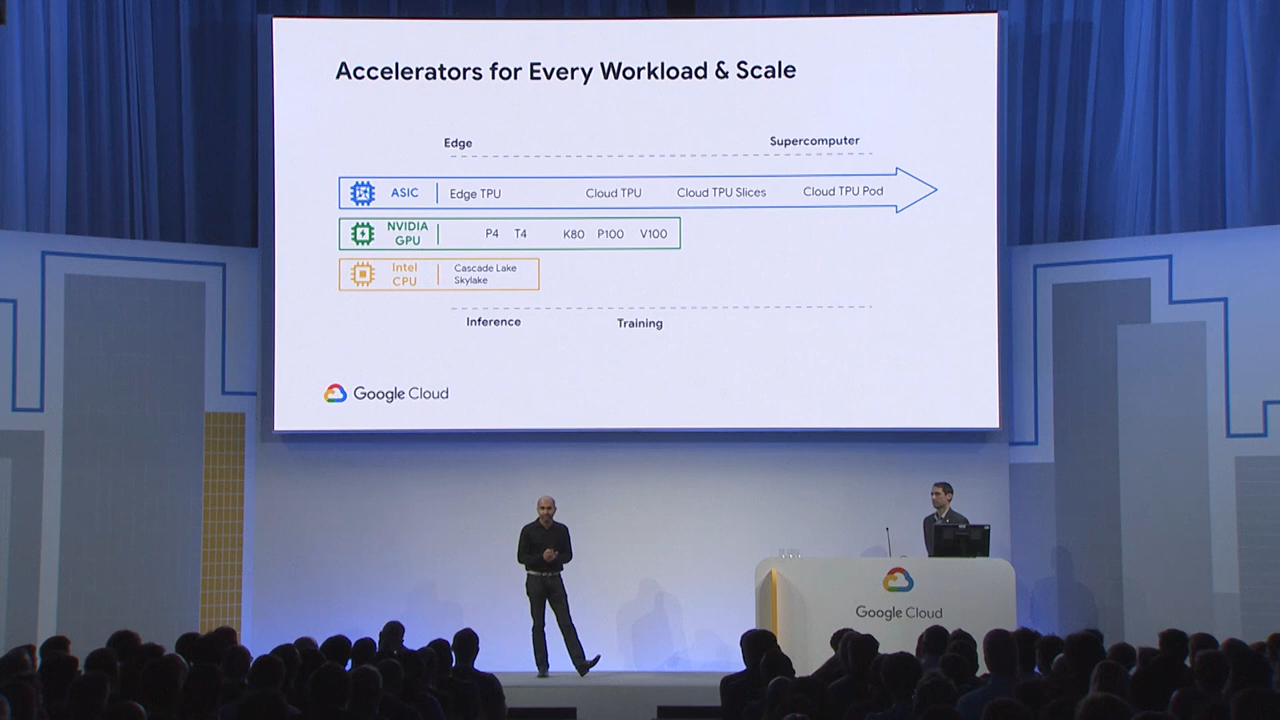 Accelerators for Every Workload & Scale
Edge
Supercomputer
ASIC
Edge TPU
Cloud TPU
Cloud TPU Slices
Cloud TPU Pod
NVIDIA
GPU
P4
T4
K80
P100
V100
Intel
CPU
Cascade Lake
Skylake
Inference
Training
Google Cloud
Google Cloud